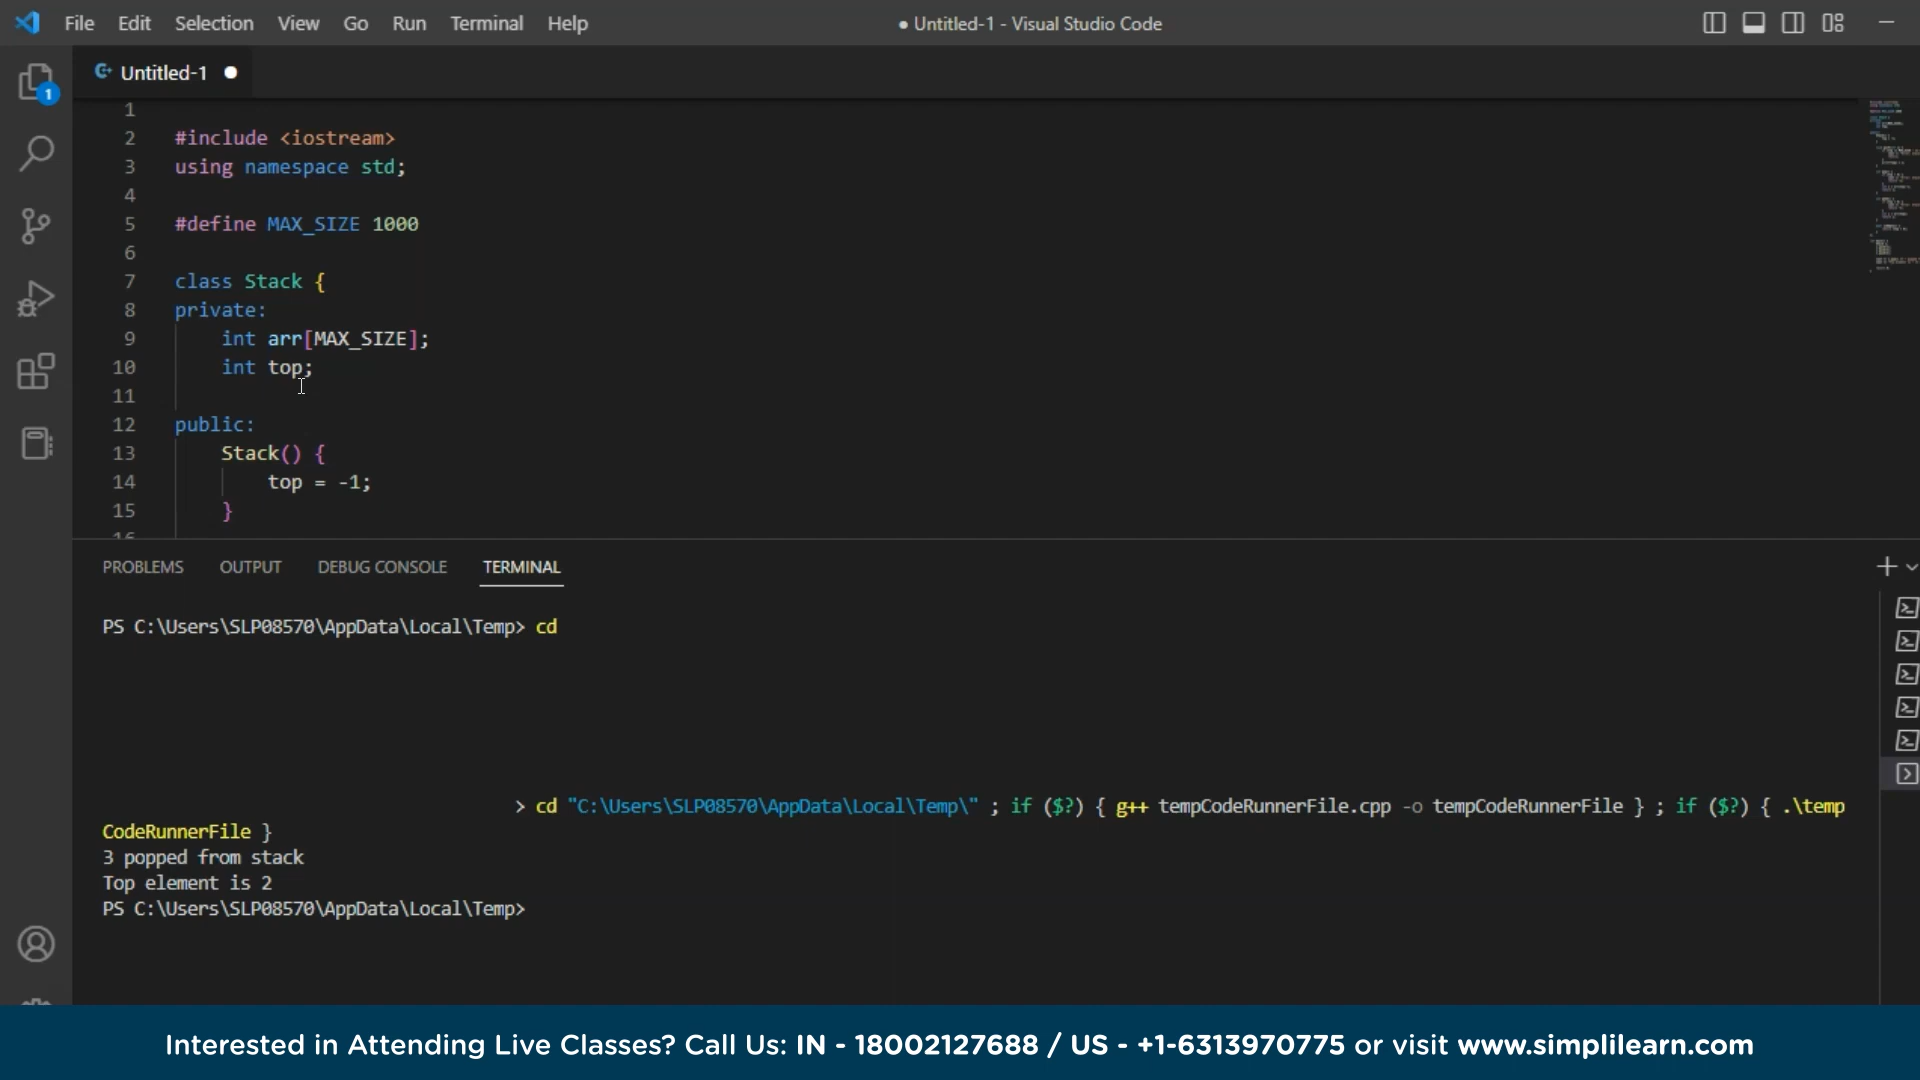 File Edit Selection View Go Run Terminal Help
● Untitled-1 - Visual Studio Code
1
Untitled-1 ●
1
2 #include <iostream>
3 using namespace std;
4
5 #define MAX_SIZE 1000
6
7 class Stack {
8 private:
9 int arr[MAX_SIZE];
10 int top;
11
12 public:
13 Stack() {
14 top = -1;
15 }
16
PROBLEMS OUTPUT DEBUG CONSOLE TERMINAL
PS C:\Users\SLP08570\AppData\Local\Temp> cd
> cd "C:\Users\SLP08570\AppData\Local\Temp\" ; if ($?) { g++ tempCodeRunnerFile.cpp -o tempCodeRunnerFile } ; if ($?) { .\temp
CodeRunnerFile }
3 popped from stack
Top element is 2
PS C:\Users\SLP08570\AppData\Local\Temp>
Interested in Attending Live Classes? Call Us: IN - 18002127688 / US - +1-6313970775 or visit www.simplilearn.com